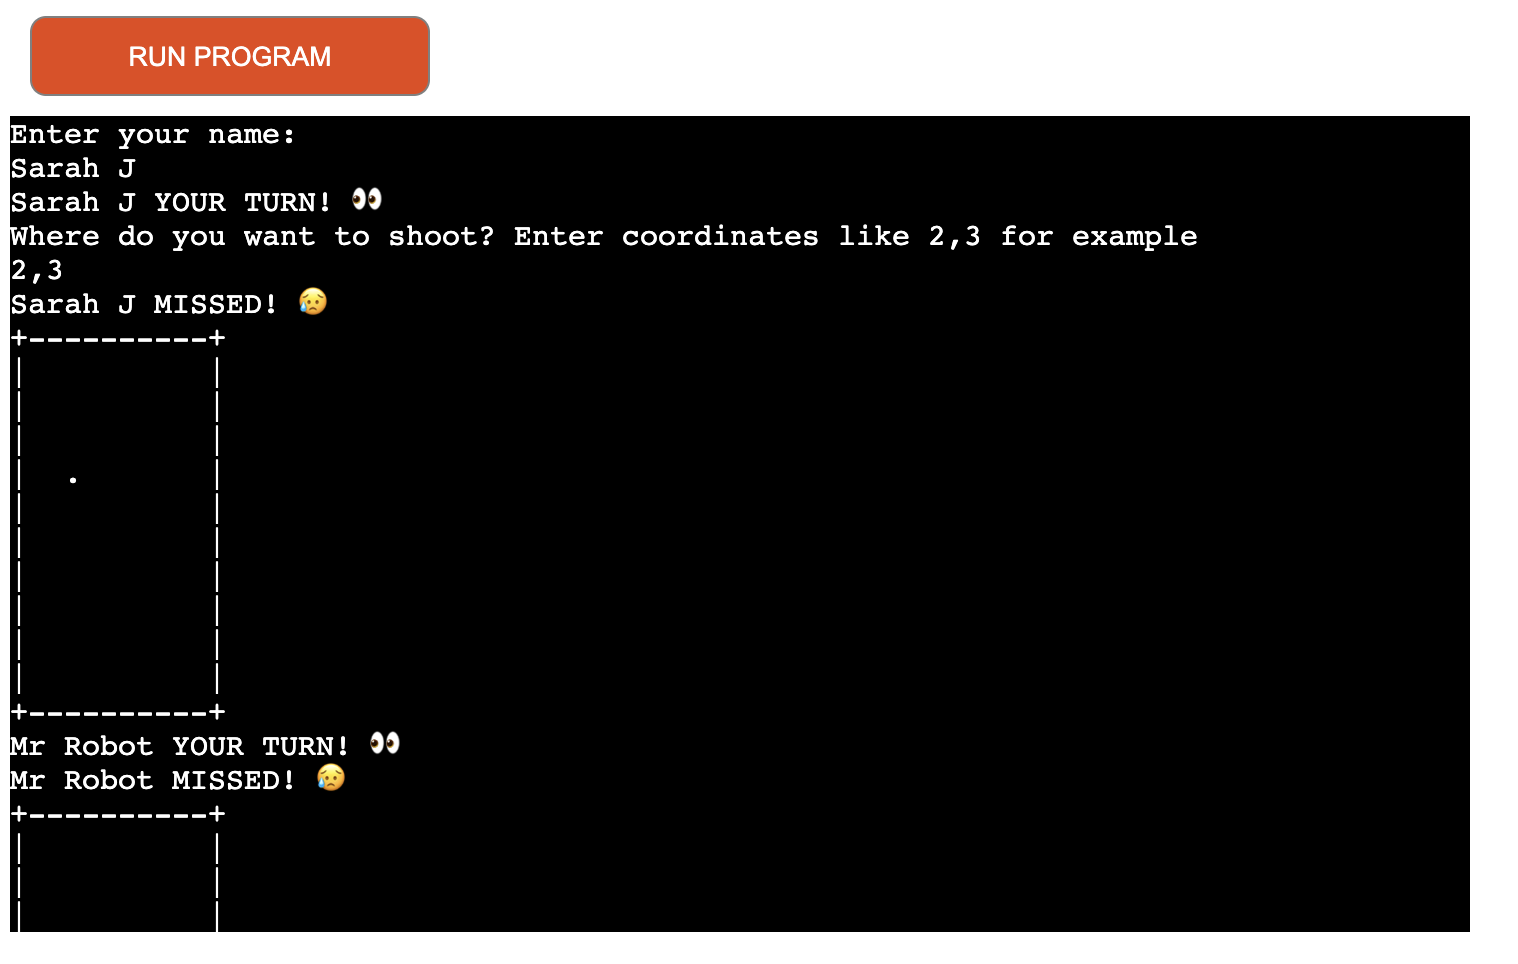 RUN PROGRAM
Enter your name:
Sarah J
Sarah J YOUR TURN! 👀
Where do you want to shoot? Enter coordinates like 2,3 for example
2,3
Sarah J MISSED! 😥
+----------+
|          |
|          |
|          |
|  .       |
|          |
|          |
|          |
|          |
|          |
|          |
+----------+
Mr Robot YOUR TURN! 👀
Mr Robot MISSED! 😥
+----------+
|          |
|          |
|          |